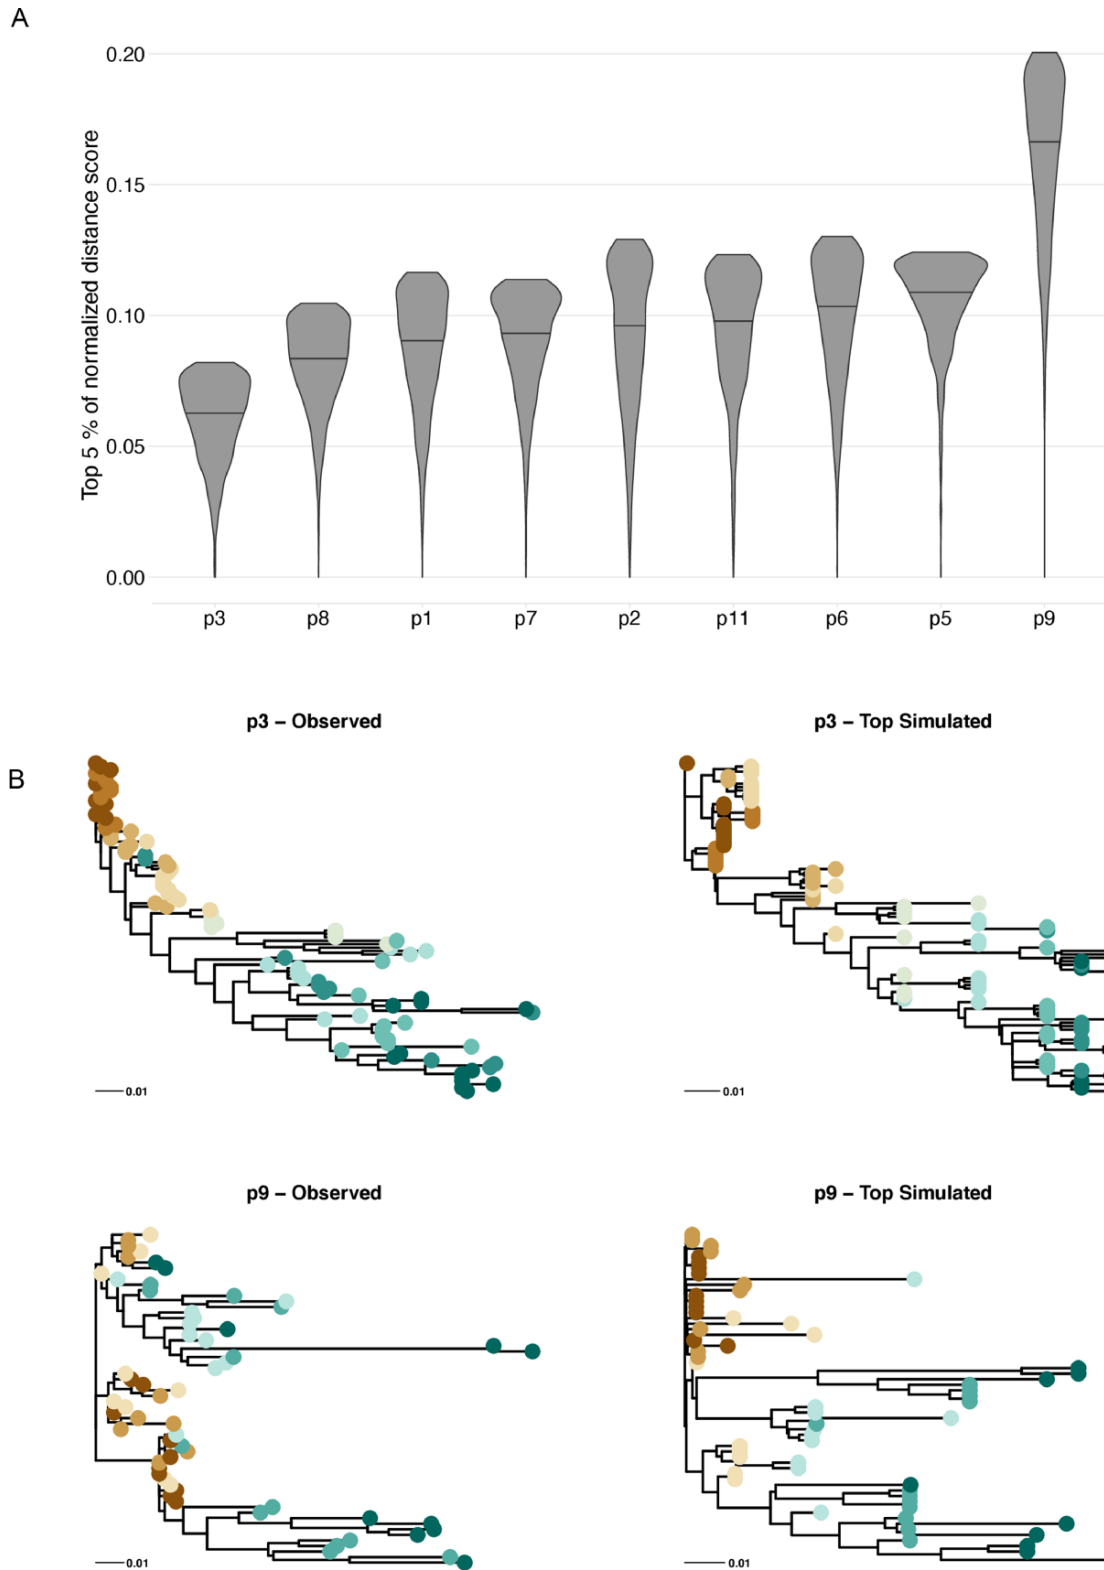 A
Top 5 % of normalized distance score
0.20
0.15
0.10
0.05
0.00
p3 p8 p1 p7 p2 p11 p6 p5 p9
B
p3 – Observed p3 – Top Simulated
0.01 0.01
p9 – Observed p9 – Top Simulated
0.01 0.01